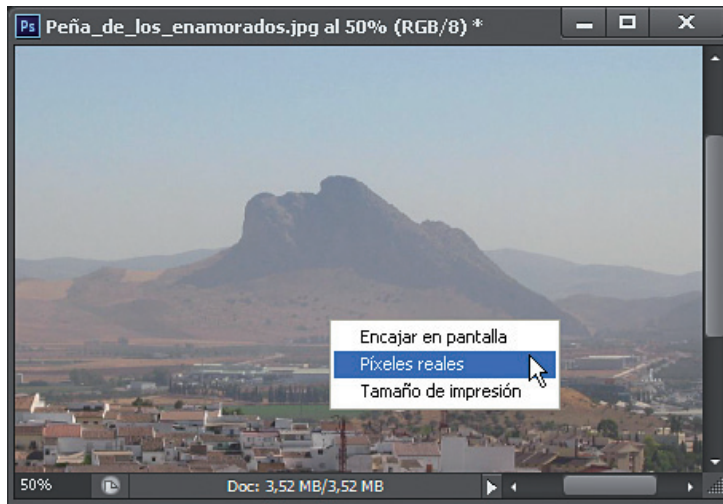 Ps Peña_de_los_enamorados.jpg al 50% (RGB/8) *
Encajar en pantalla
Píxeles reales
Tamaño de impresión
50% Doc: 3,52 MB/3,52 MB